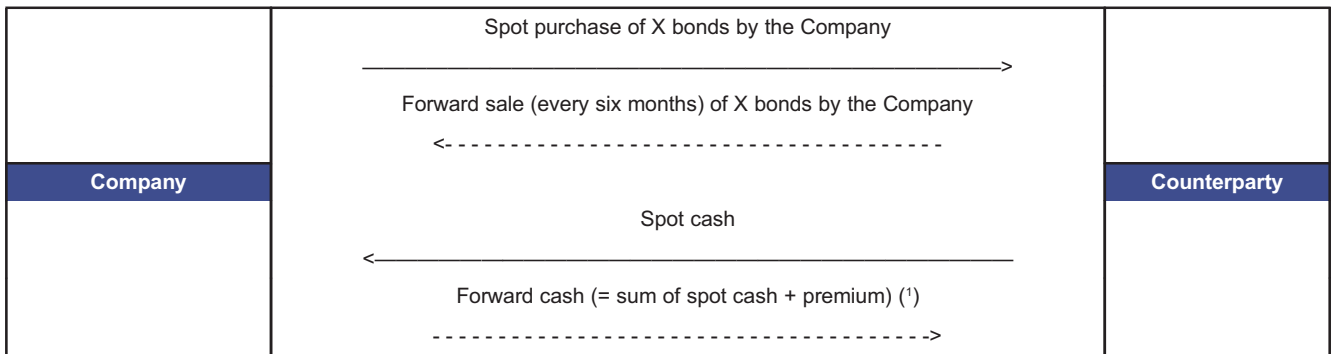 Spot purchase of X bonds by the Company
————————————————————————————————>
Forward sale (every six months) of X bonds by the Company
<- - - - - - - - - - - - - - - - - - - - - - - - - - - - - - - - - - - - - -
Company
Counterparty
Spot cash
<————————————————————————————————
Forward cash (= sum of spot cash + premium) (¹)
- - - - - - - - - - - - - - - - - - - - - - - - - - - - - - - - - - - - - ->